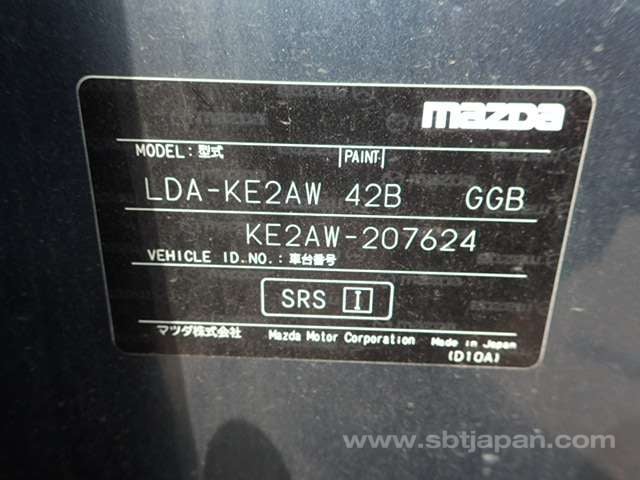 mazda
MODEL : 型式 PAINT
LDA-KE2AW 42B GGB
KE2AW-207624
VEHICLE ID.NO.: 車台番号
SRS I
マツダ株式会社 Mazda Motor Corporation Made in Japan
(D10A)
www.sbtjapan.com